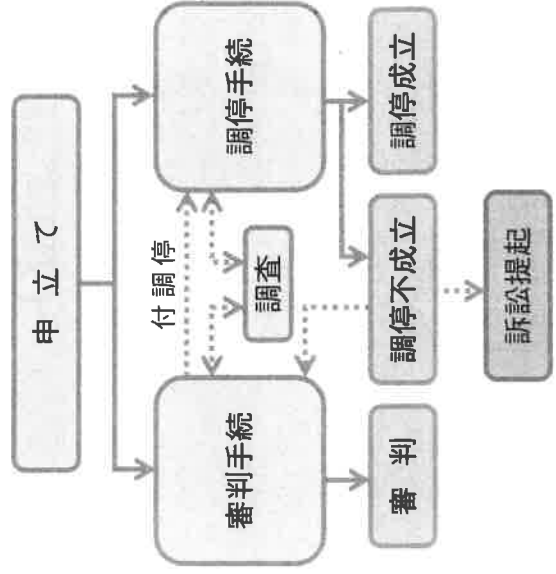 申立て
審判手続
調停手続
付調停
調査
審判
調停不成立
調停成立
訴訟提起